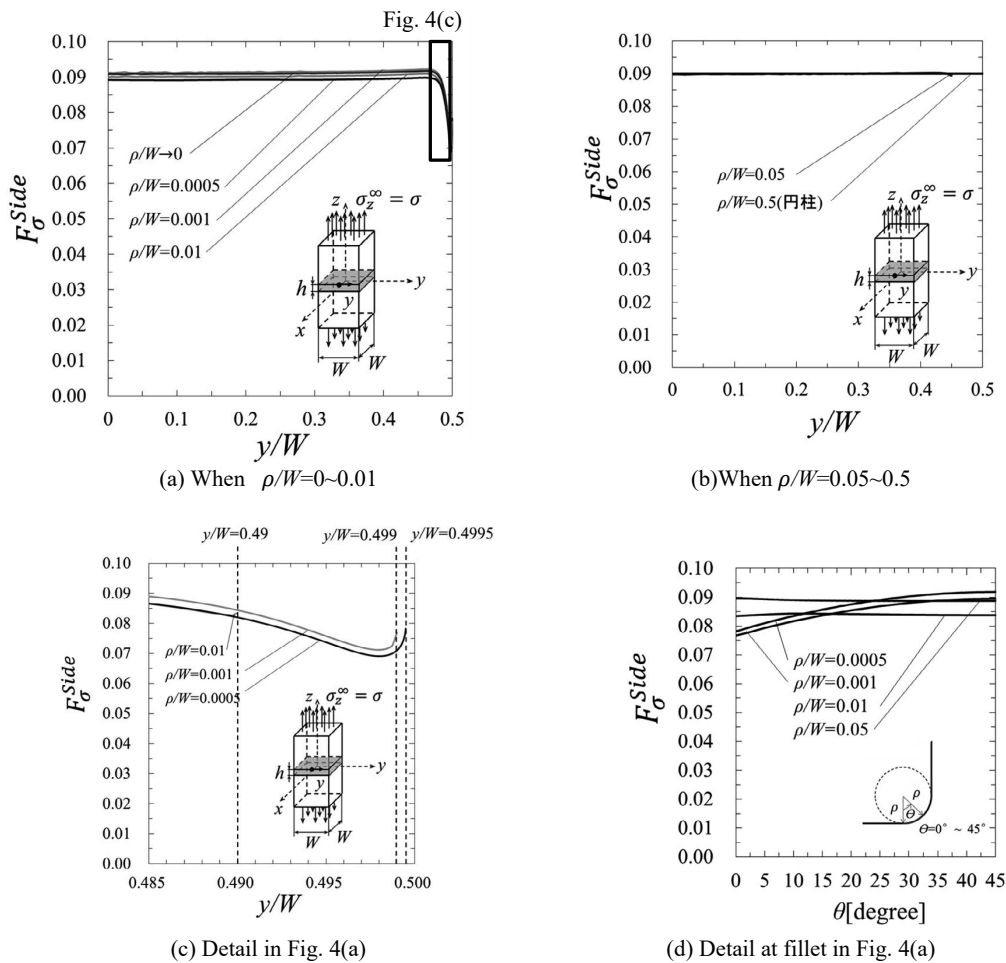 Fig. 4(c)
0.10
0.09
0.08
0.07
0.06
0.05
0.04
0.03
0.02
0.01
0.00
F_σ^Side
ρ/W→0
ρ/W=0.0005
ρ/W=0.001
ρ/W=0.01
z
σ_z^∞ = σ
h
y
y
x
W
W
0
0.1
0.2
0.3
0.4
0.5
y/W
(a) When ρ/W=0~0.01
0.10
0.09
0.08
0.07
0.06
0.05
0.04
0.03
0.02
0.01
0.00
F_σ^Side
ρ/W=0.05
ρ/W=0.5(円柱)
z
σ_z^∞ = σ
h
y
y
x
W
W
0
0.1
0.2
0.3
0.4
0.5
y/W
(b)When ρ/W=0.05~0.5
y/W=0.49
y/W=0.499
y/W=0.4995
0.10
0.09
0.08
0.07
0.06
0.05
0.04
0.03
0.02
0.01
0.00
F_σ^Side
ρ/W=0.01
ρ/W=0.001
ρ/W=0.0005
z
σ_z^∞ = σ
h
y
y
x
W
W
0.485
0.490
0.495
0.500
y/W
(c) Detail in Fig. 4(a)
0.10
0.09
0.08
0.07
0.06
0.05
0.04
0.03
0.02
0.01
0.00
F_σ^Side
ρ/W=0.0005
ρ/W=0.001
ρ/W=0.01
ρ/W=0.05
ρ
ρ
Θ
Θ=0° ~ 45°
0
5
10
15
20
25
30
35
40
45
θ[degree]
(d) Detail at fillet in Fig. 4(a)